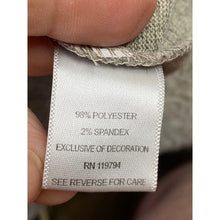 98% POLYESTER
2% SPANDEX
EXCLUSIVE OF DECORATION
RN 119794
SEE REVERSE FOR CARE